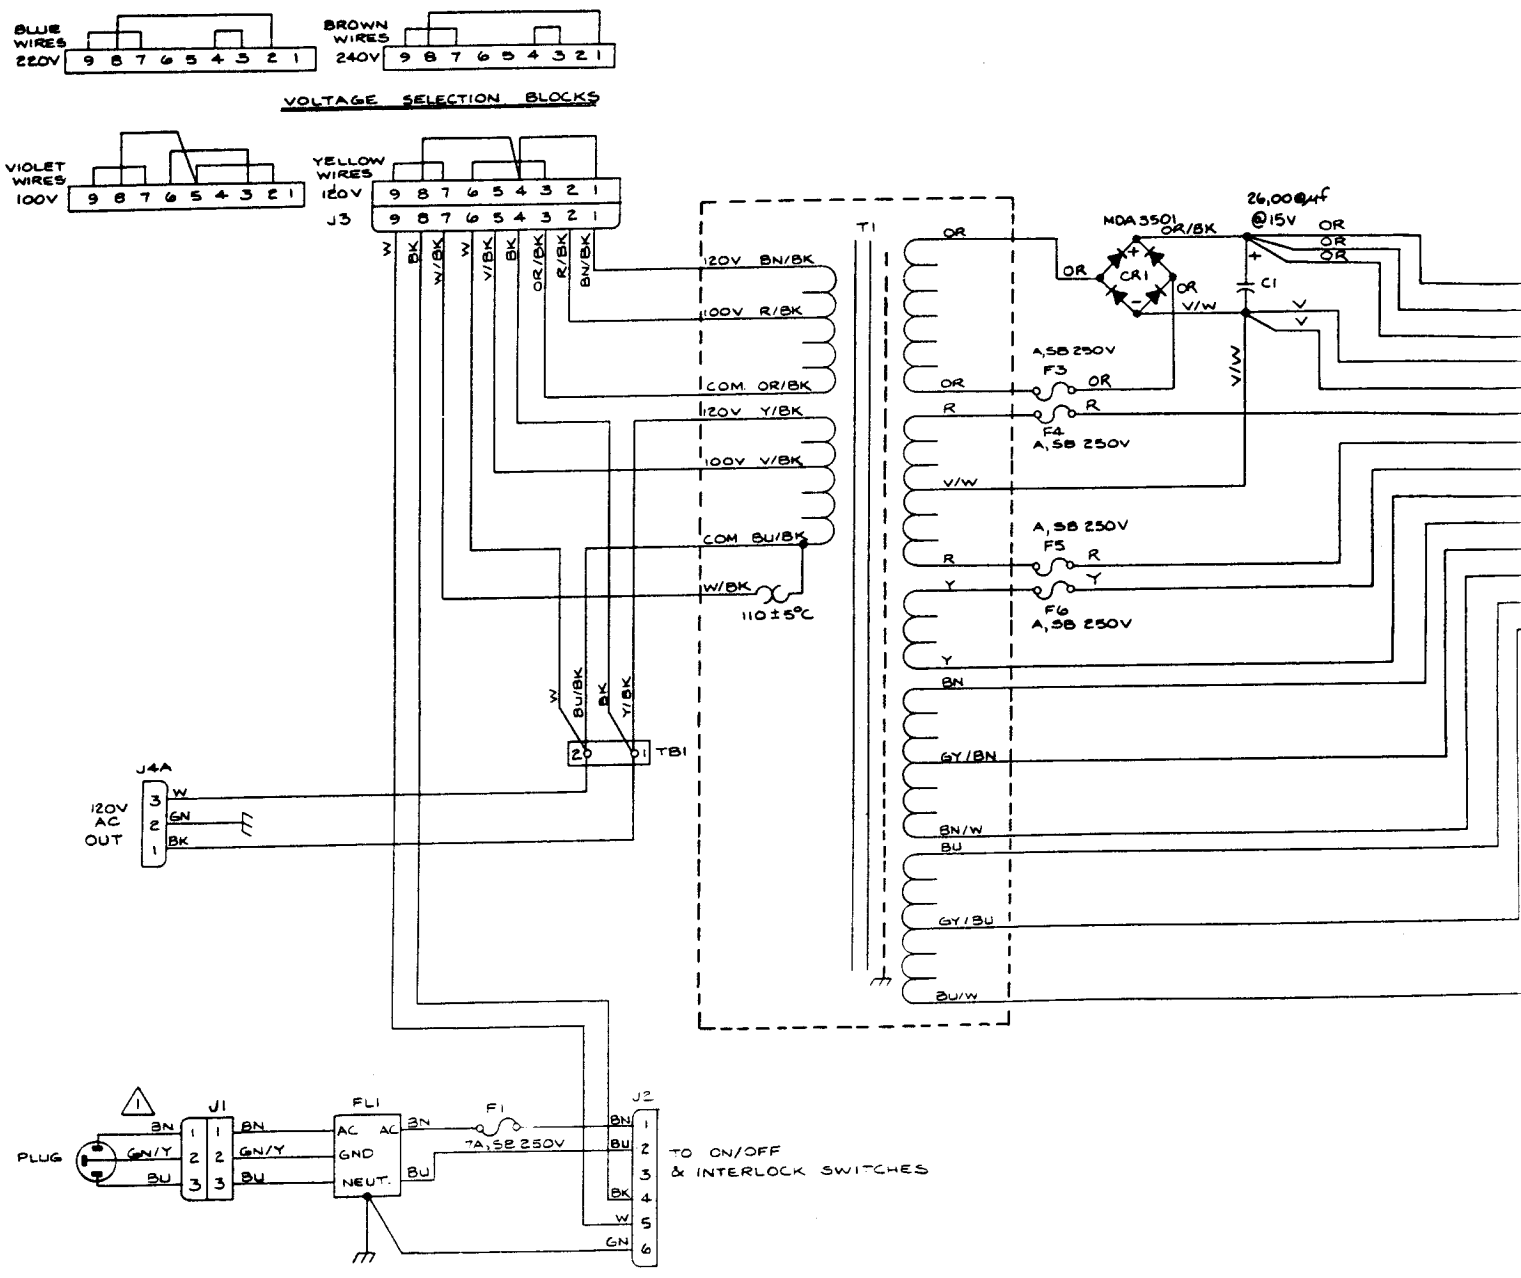 BLUE
WIRES
220V
9 8 7 6 5 4 3 2 1
BROWN
WIRES
240V
9 8 7 6 5 4 3 2 1
VOLTAGE SELECTION BLOCKS
VIOLET
WIRES
100V
9 8 7 6 5 4 3 2 1
YELLOW
WIRES
120V
9 8 7 6 5 4 3 2 1
J3
9 8 7 6 5 4 3 2 1
W
BK
W/BK
W
V/BK
BK
OR/BK
R/BK
BN/BK
120V BN/BK
100V R/BK
COM. OR/BK
120V Y/BK
100V V/BK
COM BU/BK
W/BK
110±5°C
T1
OR
OR
R
V/W
R
Y
Y
BN
GY/BN
BN/W
BU
GY/BU
BU/W
MDA3501
OR/BK
OR
CR1
+
-
OR
V/W
26,000µf
@15V
+
C1
OR
OR
OR
V
V
V/W
A,SB 250V
F3
OR
R
F4
A,SB 250V
A,SB 250V
F5
R
Y
F6
A,SB 250V
W
BU/BK
BK
Y/BK
2 1 TB1
J4A
120V
AC
OUT
3 W
2 GN
1 BK
1
PLUG
BN
GN/Y
BU
J1
1 1
2 2
3 3
BN
GN/Y
BU
FL1
AC AC
GND
NEUT.
BN
BU
F1
7A,SB 250V
J2
BN 1
BU 2
3
BK 4
W 5
GN 6
TO ON/OFF
& INTERLOCK SWITCHES